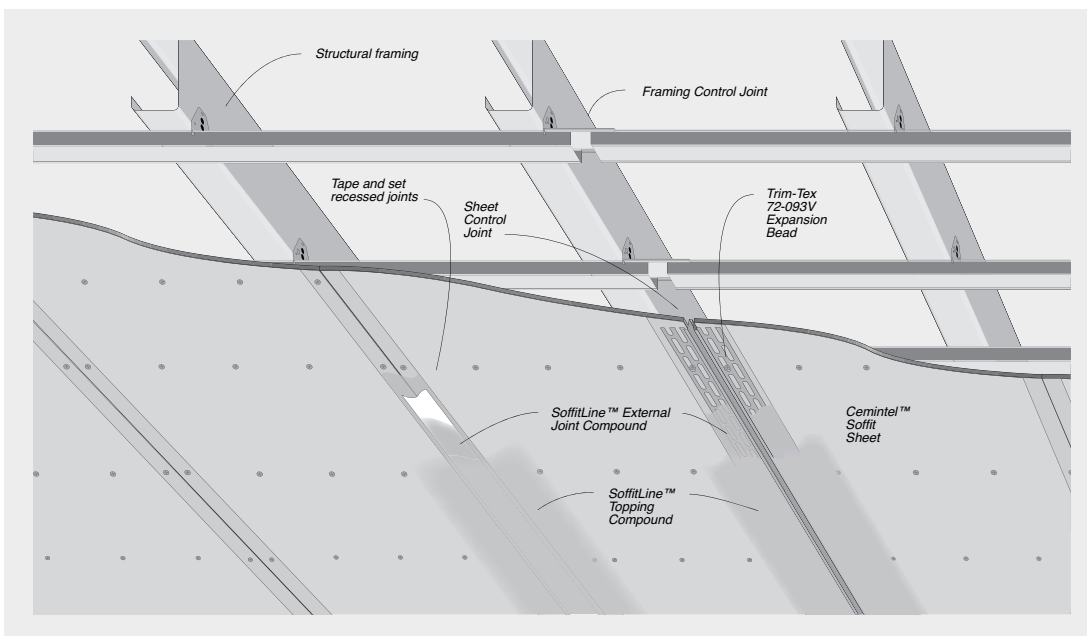 Structural framing
Framing Control Joint
Tape and set
recessed joints
Sheet
Control
Joint
Trim-Tex
72-093V
Expansion
Bead
SoffitLine™ External
Joint Compound
Cemintel™
Soffit
Sheet
SoffitLine™
Topping
Compound